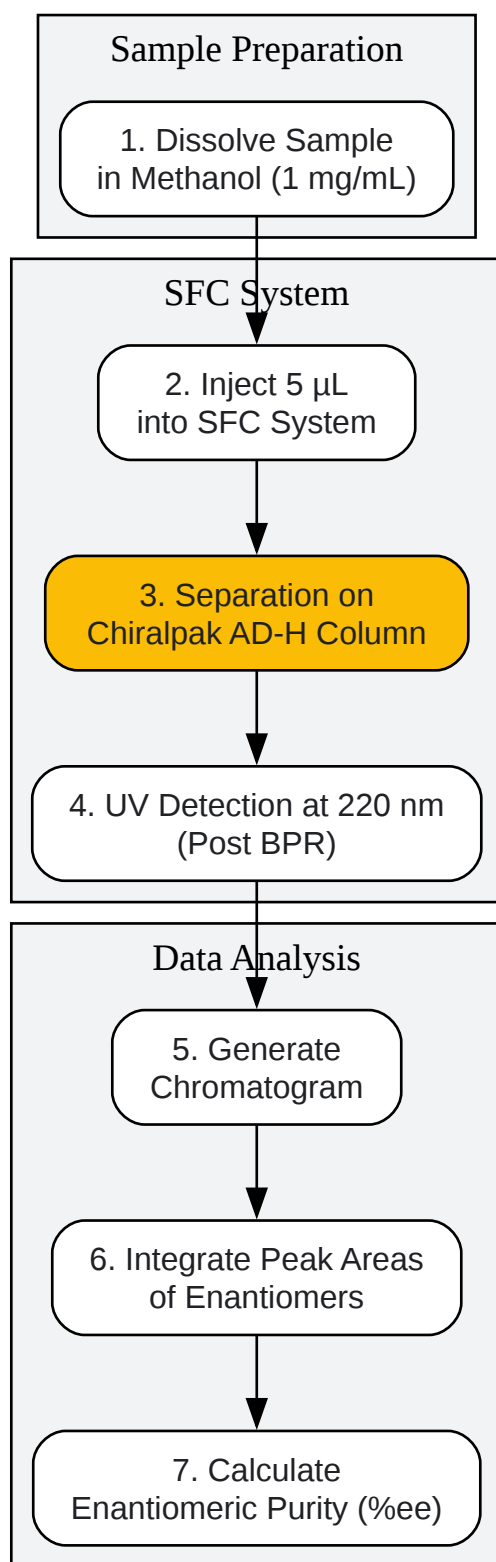 Sample Preparation
1. Dissolve Sample
in Methanol (1 mg/mL)
SFC System
2. Inject 5 µL
into SFC System
3. Separation on
Chiralpak AD-H Column
4. UV Detection at 220 nm
(Post BPR)
Data Analysis
5. Generate
Chromatogram
6. Integrate Peak Areas
of Enantiomers
7. Calculate
Enantiomeric Purity (%ee)